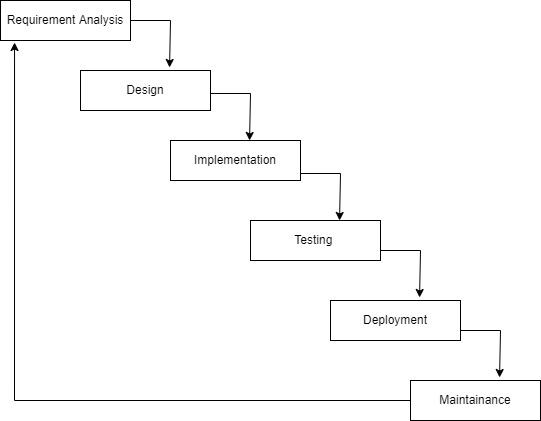 Requirement Analysis
Design
Implementation
Testing
Deployment
Maintainance